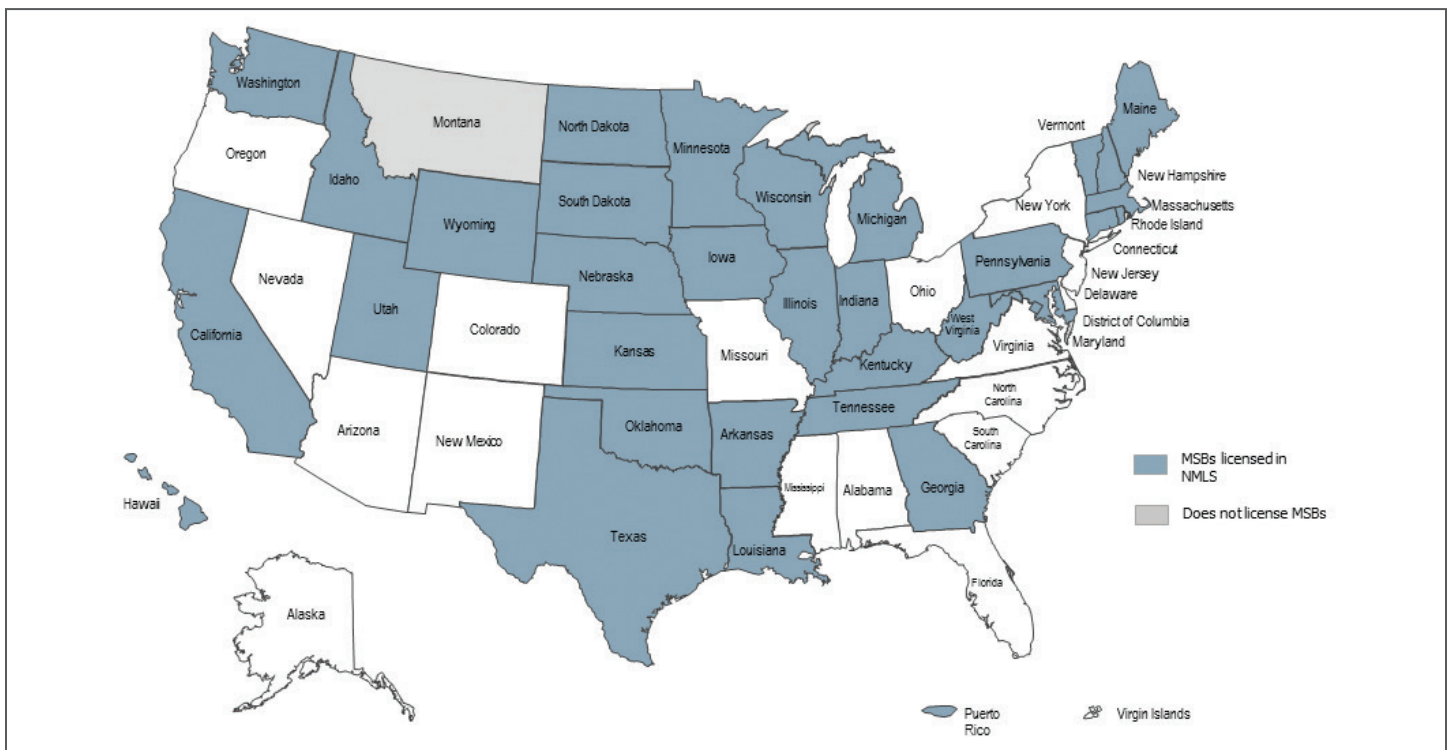 Washington
Oregon
Idaho
Montana
Wyoming
North Dakota
South Dakota
Nebraska
Kansas
Minnesota
Iowa
Wisconsin
Illinois
Michigan
Indiana
Ohio
Missouri
Kentucky
West
Virginia
Virginia
Pennsylvania
New York
Vermont
Maine
New Hampshire
Massachusetts
Rhode Island
Connecticut
New Jersey
Delaware
District of Columbia
Maryland
California
Nevada
Utah
Colorado
Arizona
New Mexico
Texas
Oklahoma
Arkansas
Louisiana
Tennessee
Mississippi
Alabama
Georgia
North
Carolina
South
Carolina
Florida
Hawaii
Alaska
MSBs licensed in
NMLS
Does not license MSBs
Puerto
Rico
Virgin Islands